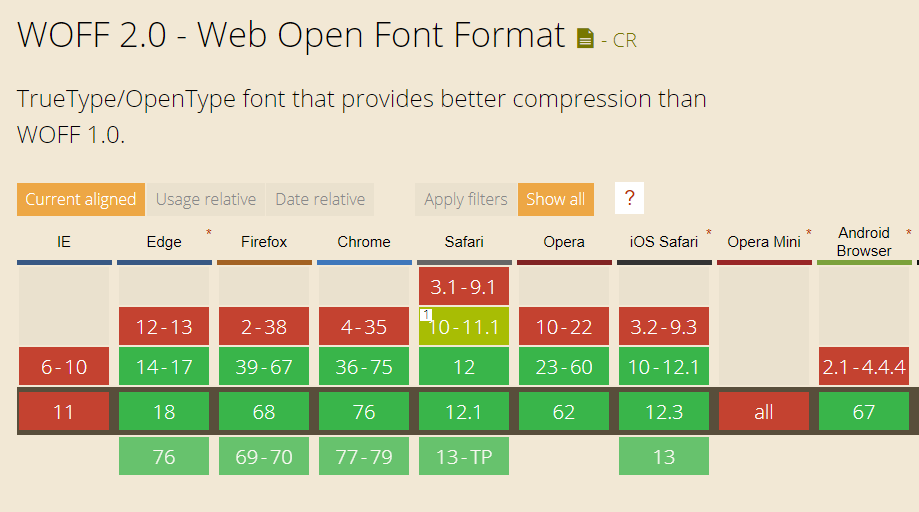 WOFF 2.0 - Web Open Font Format - CR
TrueType/OpenType font that provides better compression than
WOFF 1.0.
Current aligned Usage relative Date relative Apply filters Show all ?
IE Edge * Firefox Chrome Safari Opera iOS Safari * Opera Mini * Android Browser *
3.1-9.1
12-13 2-38 4-35 1 10-11.1 10-22 3.2-9.3
6-10 14-17 39-67 36-75 12 23-60 10-12.1 2.1-4.4.4
11 18 68 76 12.1 62 12.3 all 67
76 69-70 77-79 13-TP 13